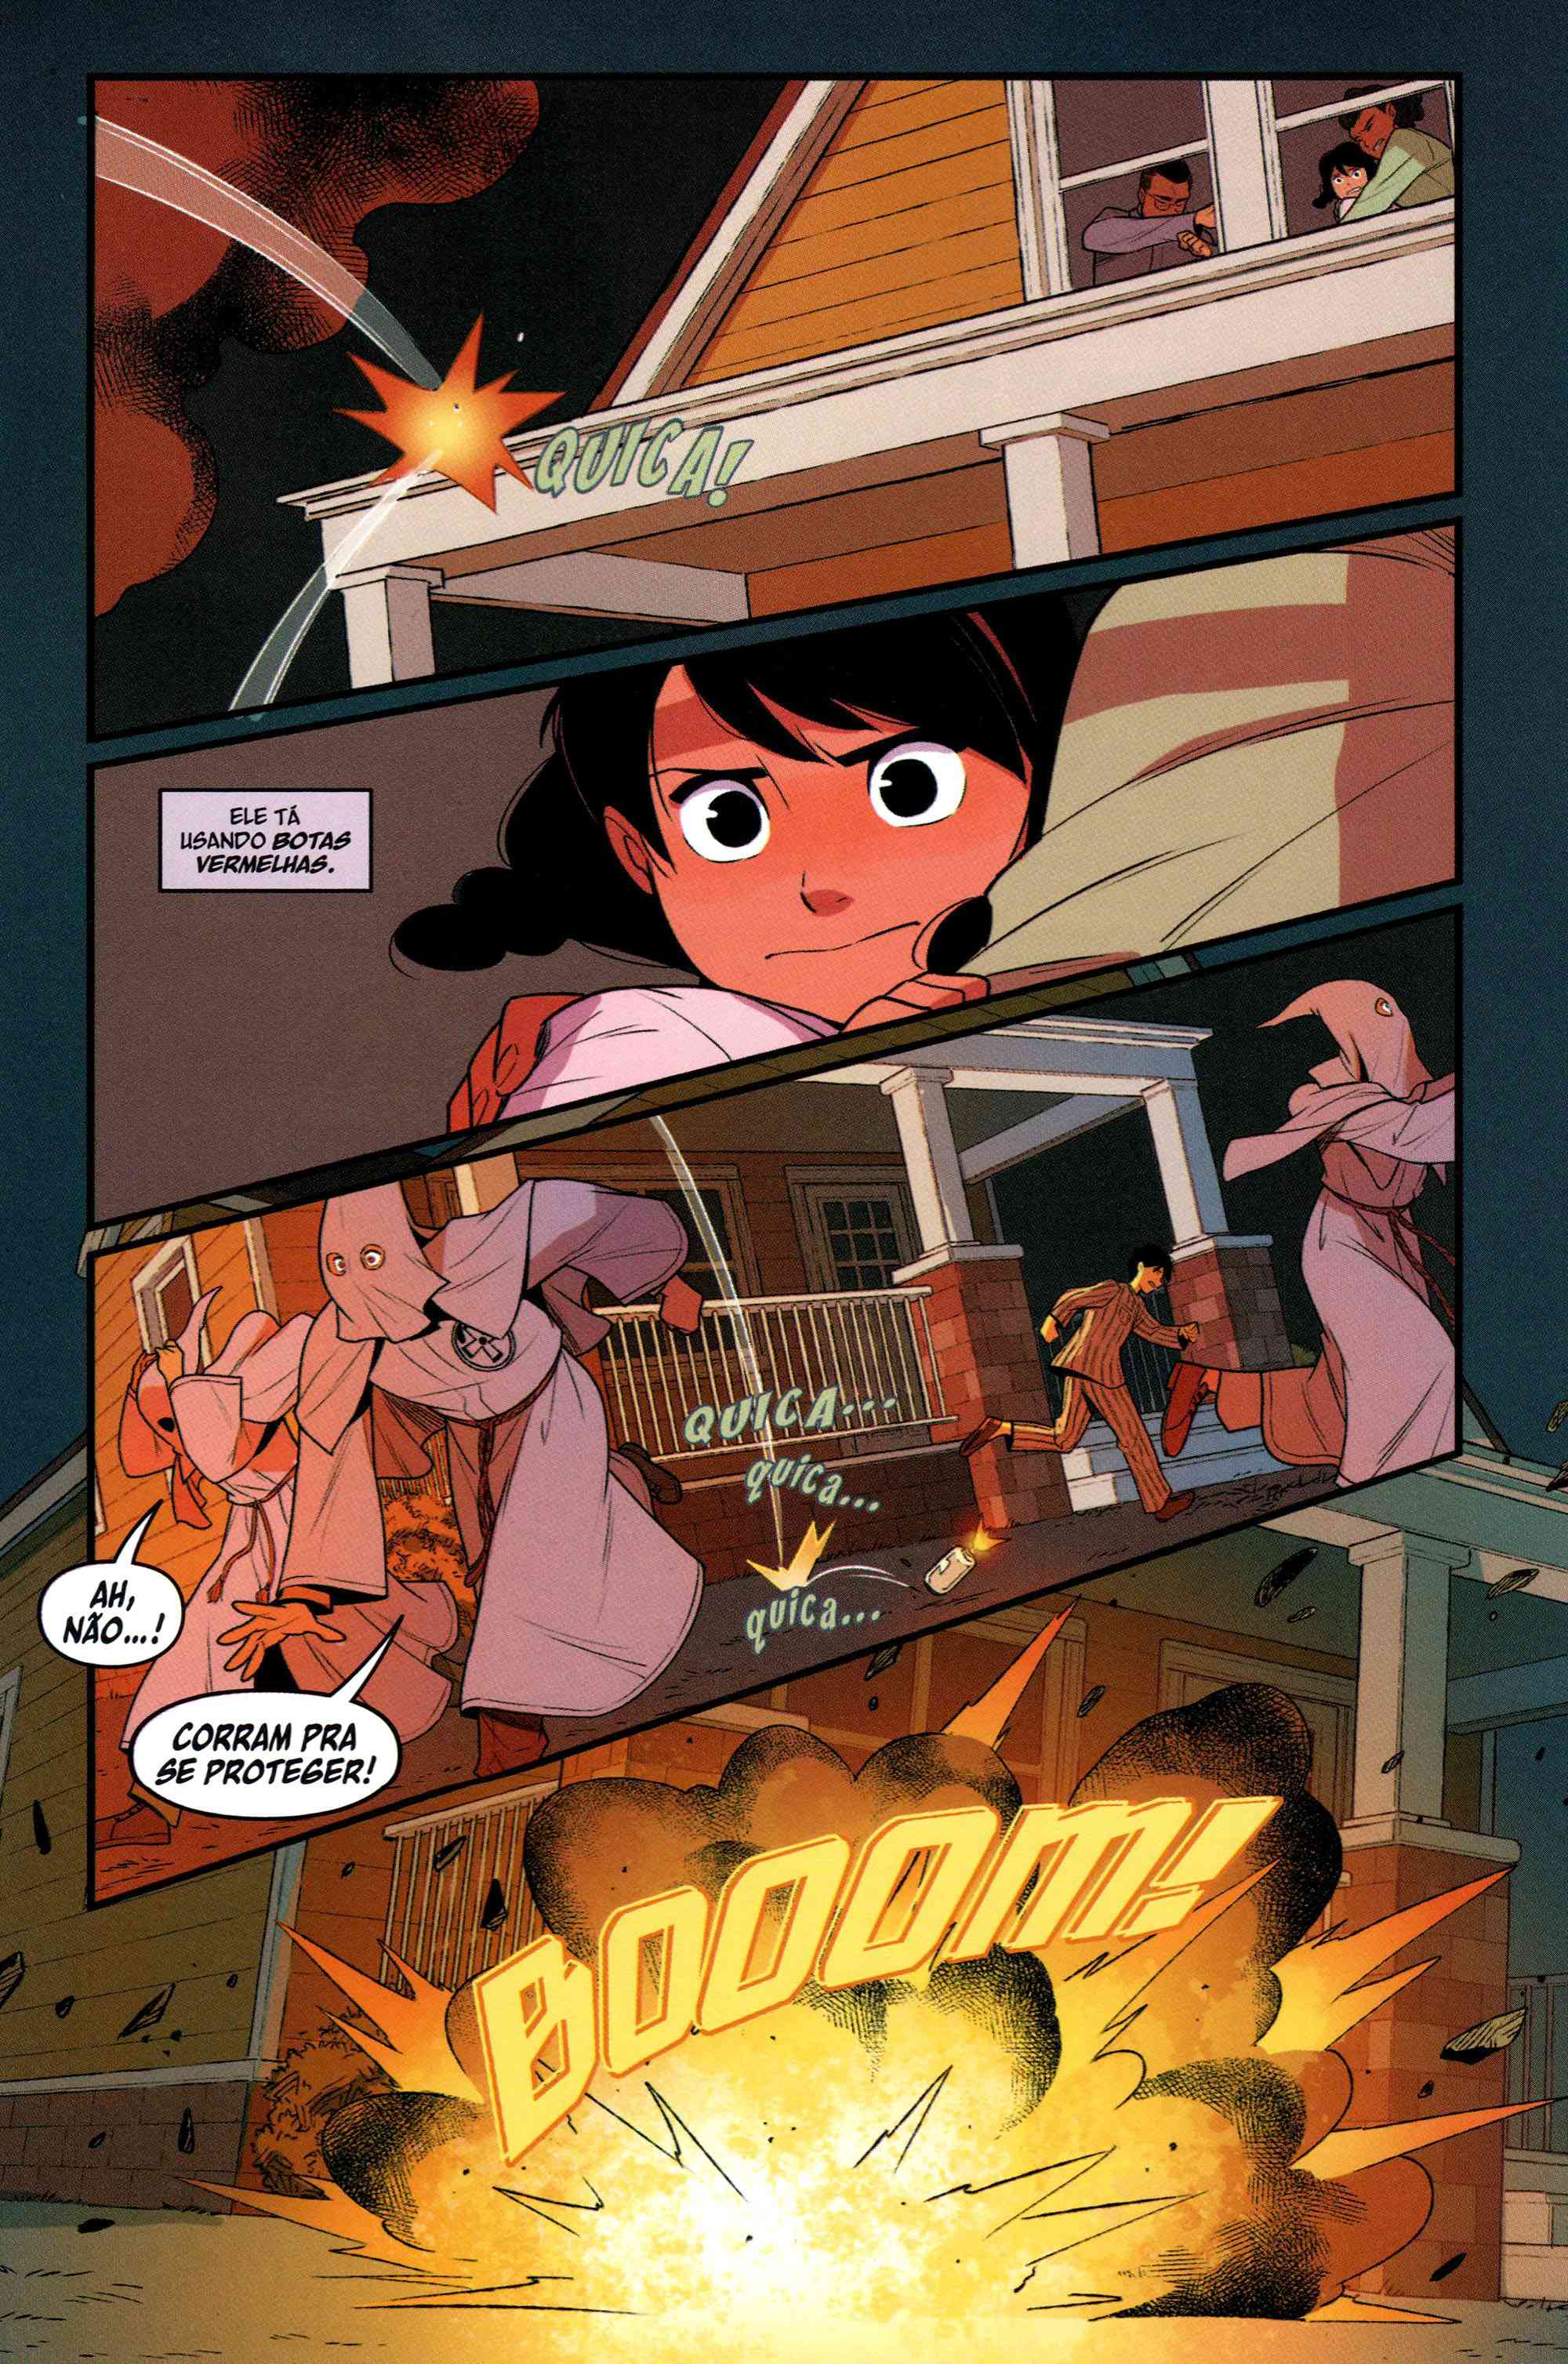 QUICA!
ELE TÁ
USANDO BOTAS
VERMELHAS.
QUICA...
quica...
quica...
AH,
NÃO...!
CORRAM PRA
SE PROTEGER!
BOOOM!